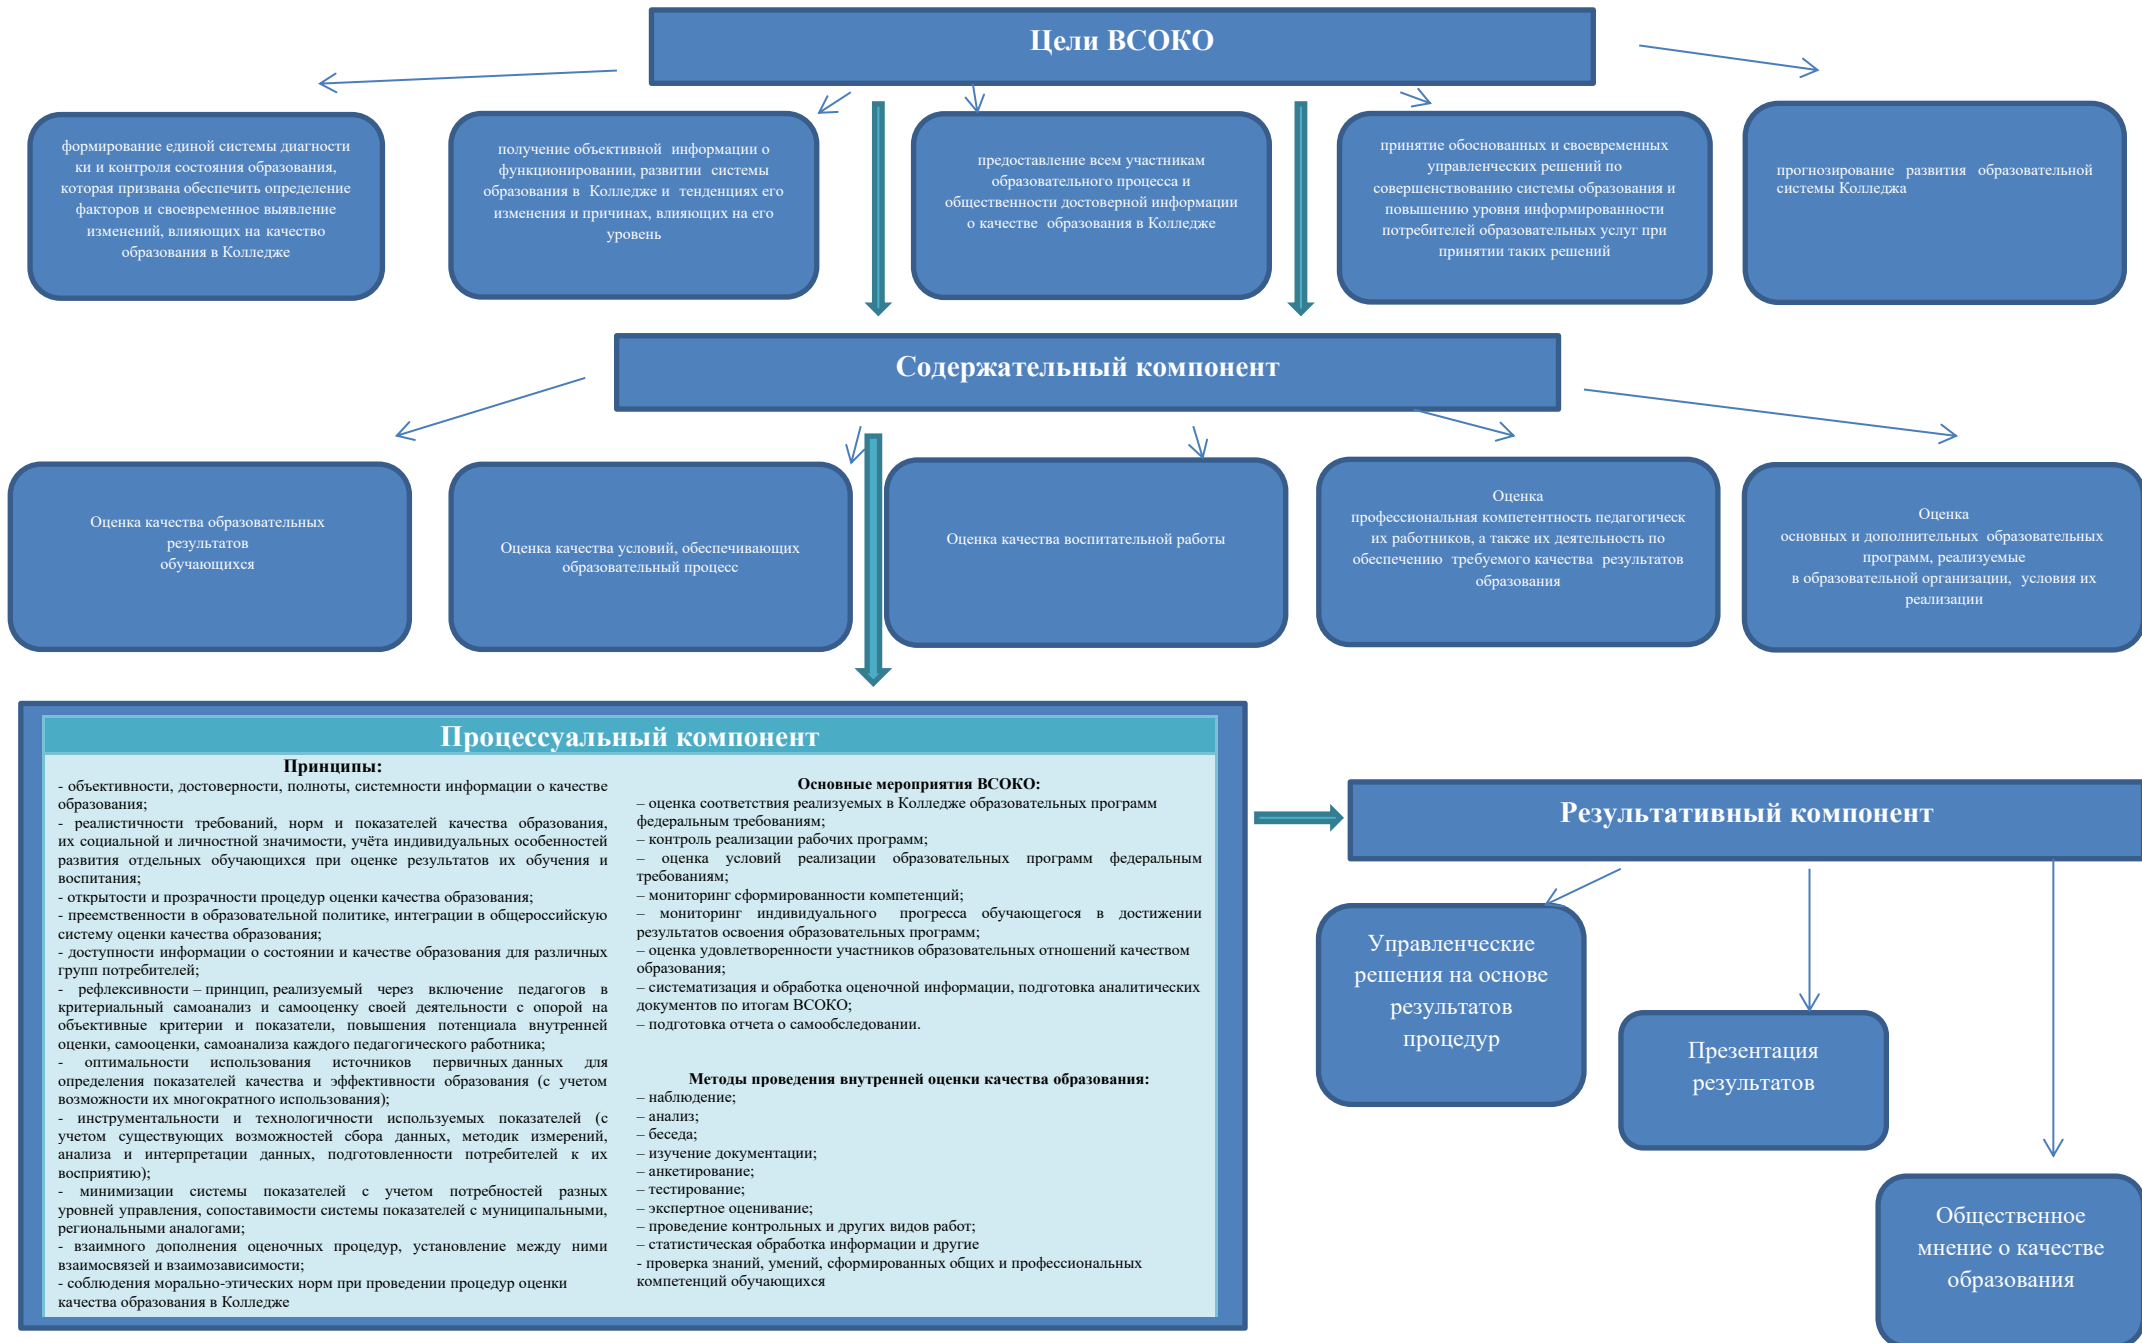 Цели ВСОКО
формирование единой системы диагности
ки и контроля состояния образования,
которая призвана обеспечить определение
факторов и своевременное выявление
изменений, влияющих на качество
образования в Колледже
получение объективной информации о
функционировании, развитии системы
образования в Колледже и тенденциях его
изменения и причинах, влияющих на его
уровень
предоставление всем участникам
образовательного процесса и
общественности достоверной информации
о качестве образования в Колледже
принятие обоснованных и своевременных
управленческих решений по
совершенствованию системы образования и
повышению уровня информированности
потребителей образовательных услуг при
принятии таких решений
прогнозирование развития образовательной
системы Колледжа
Содержательный компонент
Оценка качества образовательных
результатов
обучающихся
Оценка качества условий, обеспечивающих
образовательный процесс
Оценка качества воспитательной работы
Оценка
профессиональная компетентность педагогическ
их работников, а также их деятельность по
обеспечению требуемого качества результатов
образования
Оценка
основных и дополнительных образовательных
программ, реализуемые
в образовательной организации, условия их
реализации
Процессуальный компонент
Принципы:
- объективности, достоверности, полноты, системности информации о качестве
образования;
- реалистичности требований, норм и показателей качества образования,
их социальной и личностной значимости, учёта индивидуальных особенностей
развития отдельных обучающихся при оценке результатов их обучения и
воспитания;
- открытости и прозрачности процедур оценки качества образования;
- преемственности в образовательной политике, интеграции в общероссийскую
систему оценки качества образования;
- доступности информации о состоянии и качестве образования для различных
групп потребителей;
- рефлексивности – принцип, реализуемый через включение педагогов в
критериальный самоанализ и самооценку своей деятельности с опорой на
объективные критерии и показатели, повышения потенциала внутренней
оценки, самооценки, самоанализа каждого педагогического работника;
- оптимальности использования источников первичных данных для
определения показателей качества и эффективности образования (с учетом
возможности их многократного использования);
- инструментальности и технологичности используемых показателей (с
учетом существующих возможностей сбора данных, методик измерений,
анализа и интерпретации данных, подготовленности потребителей к их
восприятию);
- минимизации системы показателей с учетом потребностей разных
уровней управления, сопоставимости системы показателей с муниципальными,
региональными аналогами;
- взаимного дополнения оценочных процедур, установление между ними
взаимосвязей и взаимозависимости;
- соблюдения морально-этических норм при проведении процедур оценки
качества образования в Колледже
Основные мероприятия ВСОКО:
– оценка соответствия реализуемых в Колледже образовательных программ
федеральным требованиям;
– контроль реализации рабочих программ;
– оценка условий реализации образовательных программ федеральным
требованиям;
– мониторинг сформированности компетенций;
– мониторинг индивидуального прогресса обучающегося в достижении
результатов освоения образовательных программ;
– оценка удовлетворенности участников образовательных отношений качеством
образования;
– систематизация и обработка оценочной информации, подготовка аналитических
документов по итогам ВСОКО;
– подготовка отчета о самообследовании.
Методы проведения внутренней оценки качества образования:
– наблюдение;
– анализ;
– беседа;
– изучение документации;
– анкетирование;
– тестирование;
– экспертное оценивание;
– проведение контрольных и других видов работ;
– статистическая обработка информации и другие
- проверка знаний, умений, сформированных общих и профессиональных
компетенций обучающихся
Результативный компонент
Управленческие
решения на основе
результатов
процедур
Презентация
результатов
Общественное
мнение о качестве
образования